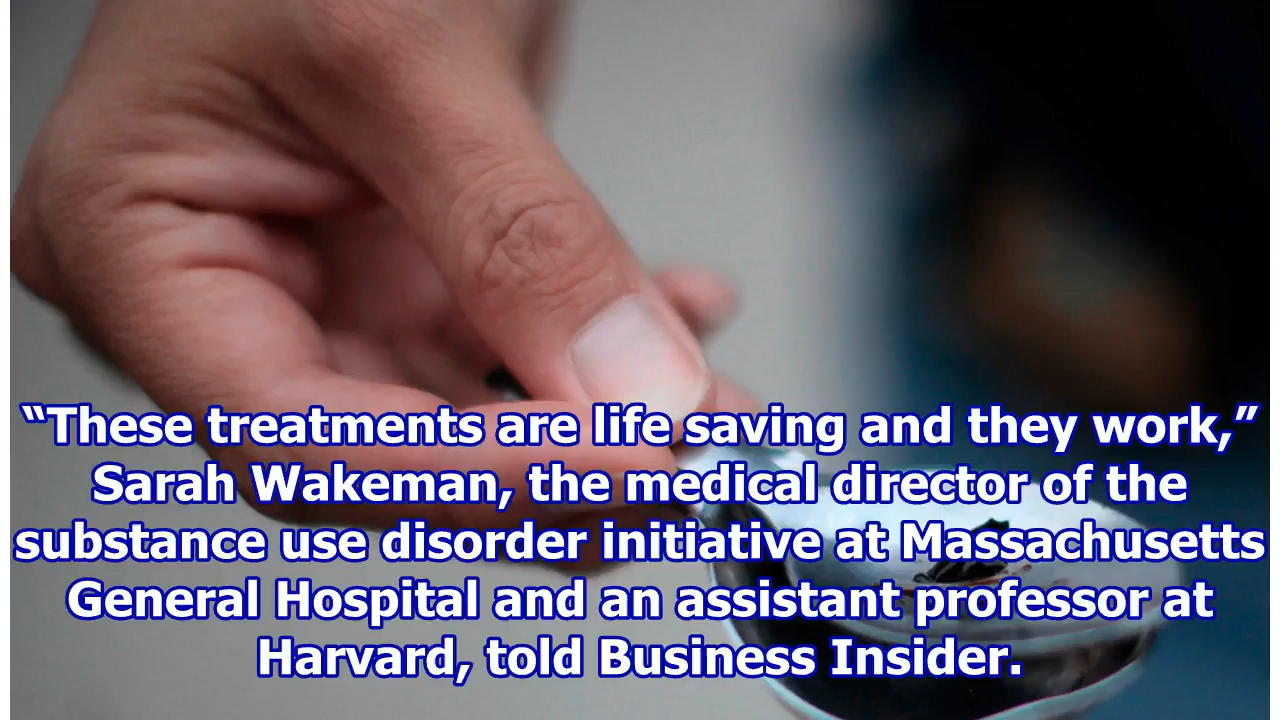 “These treatments are life saving and they work,”
Sarah Wakeman, the medical director of the
substance use disorder initiative at Massachusetts
General Hospital and an assistant professor at
Harvard, told Business Insider.